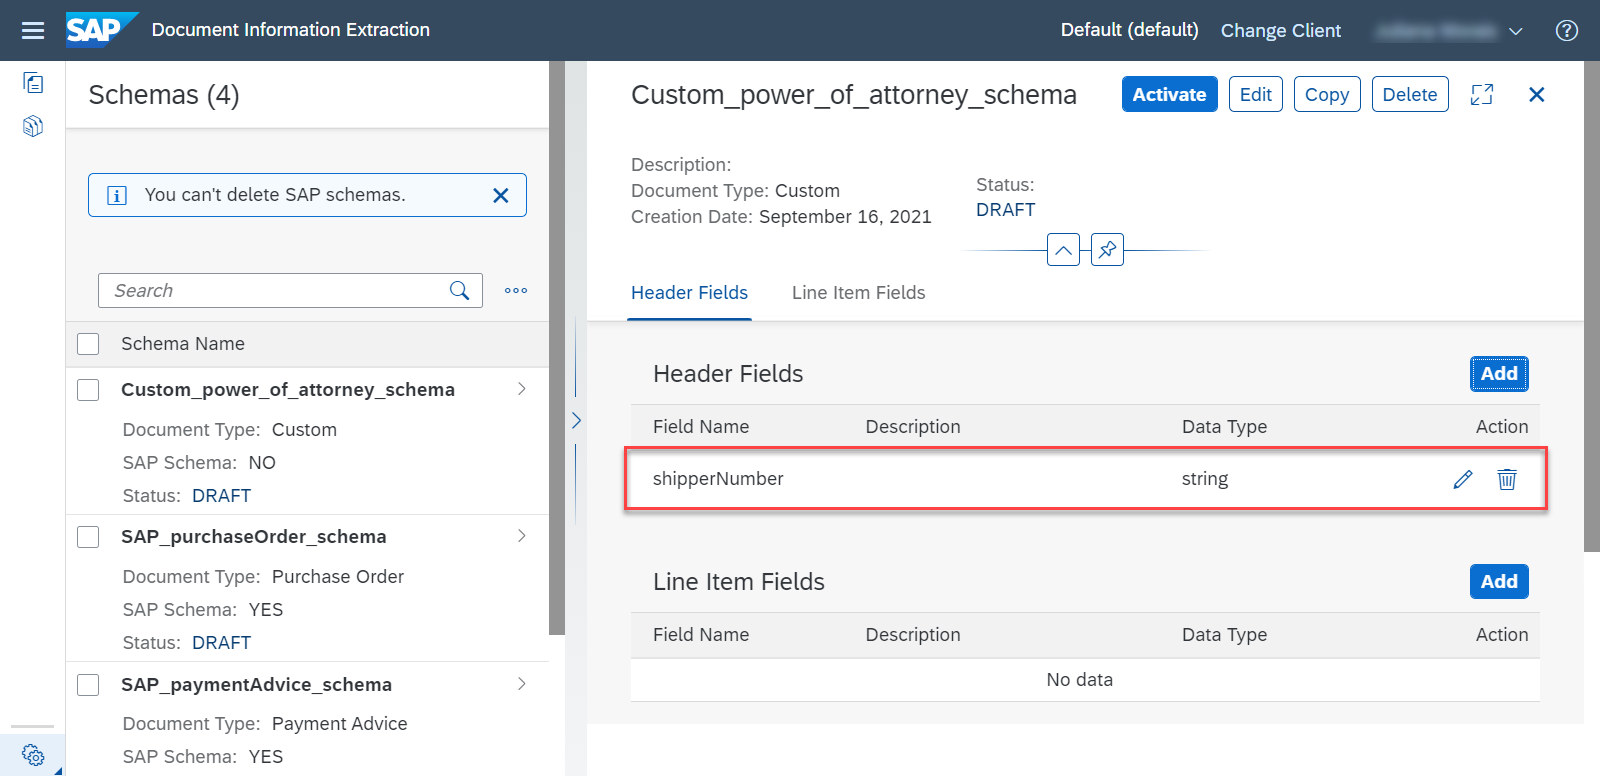 SAP Document Information Extraction
Default (default) Change Client
Schemas (4)
You can't delete SAP schemas.
Search
Schema Name
Custom_power_of_attorney_schema
Document Type: Custom
SAP Schema: NO
Status: DRAFT
SAP_purchaseOrder_schema
Document Type: Purchase Order
SAP Schema: YES
Status: DRAFT
SAP_paymentAdvice_schema
Document Type: Payment Advice
SAP Schema: YES
Custom_power_of_attorney_schema
Activate Edit Copy Delete
Description:
Document Type: Custom
Creation Date: September 16, 2021
Status:
DRAFT
Header Fields Line Item Fields
Header Fields Add
Field Name Description Data Type Action
shipperNumber string
Line Item Fields Add
Field Name Description Data Type Action
No data